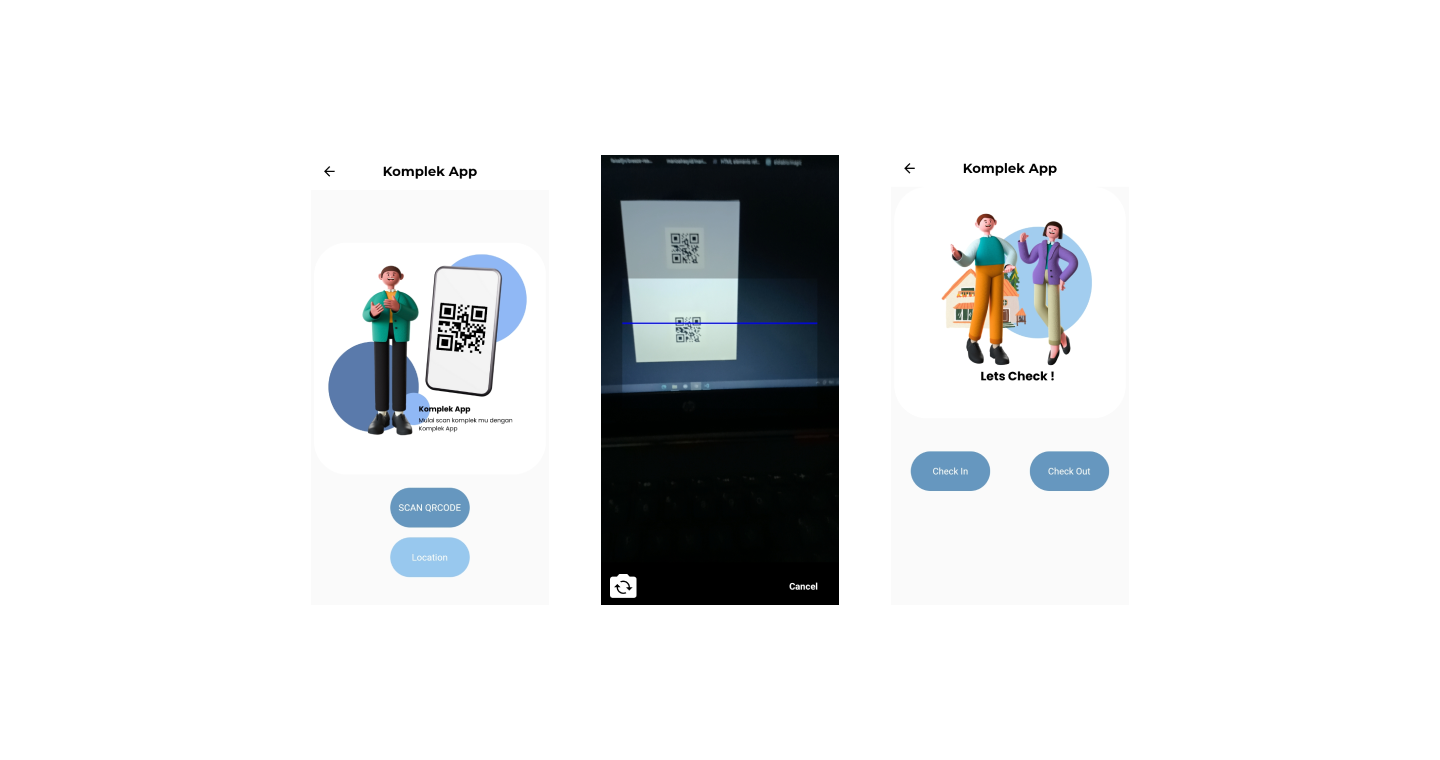 Komplek App
Komplek App
Mulai scan komplek mu dengan
Komplek App
SCAN QRCODE
Location
Cancel
Komplek App
Lets Check !
Check In
Check Out